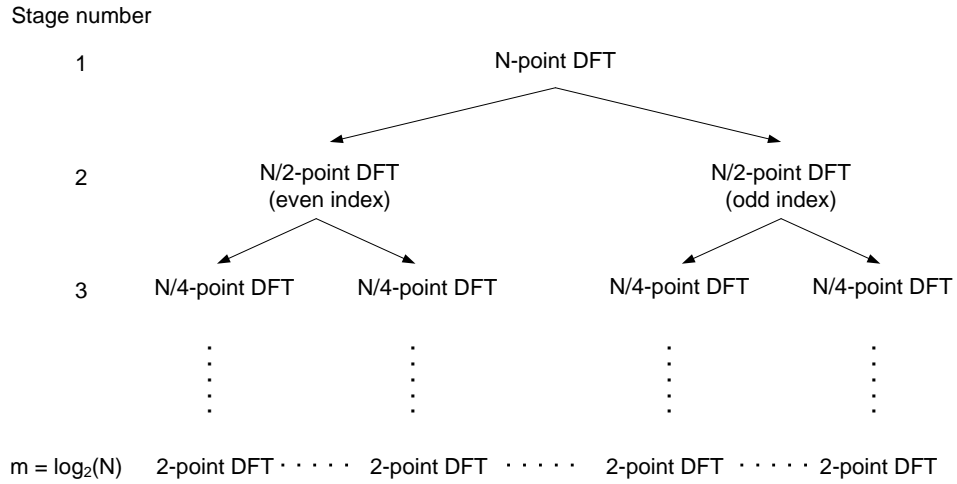 Stage number
1 N-point DFT
2 N/2-point DFT N/2-point DFT
(even index) (odd index)
3 N/4-point DFT N/4-point DFT N/4-point DFT N/4-point DFT
m = log₂(N) 2-point DFT · · · · · 2-point DFT · · · · · 2-point DFT · · · · · 2-point DFT